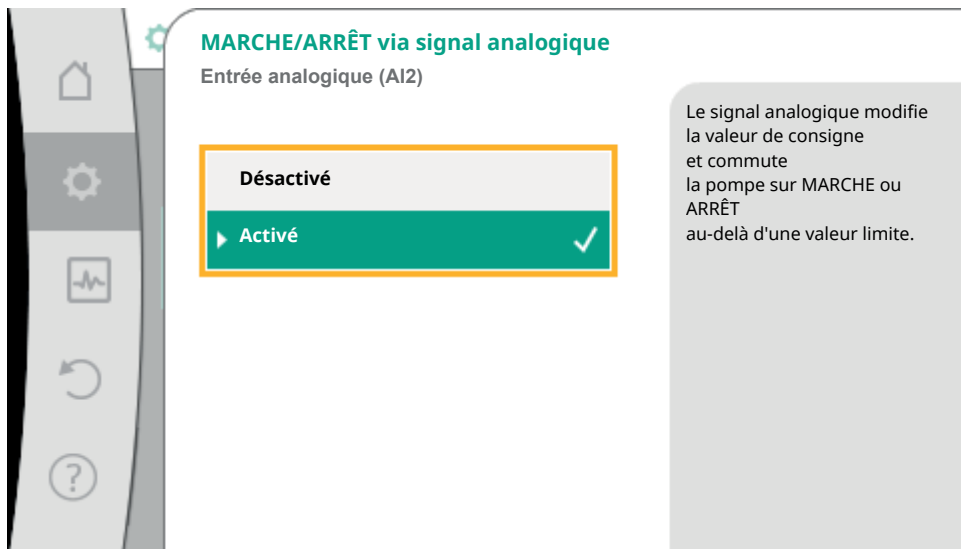 MARCHE/ARRÊT via signal analogique
Entrée analogique (AI2)
Désactivé
Activé
Le signal analogique modifie
la valeur de consigne
et commute
la pompe sur MARCHE ou
ARRÊT
au-delà d'une valeur limite.
?